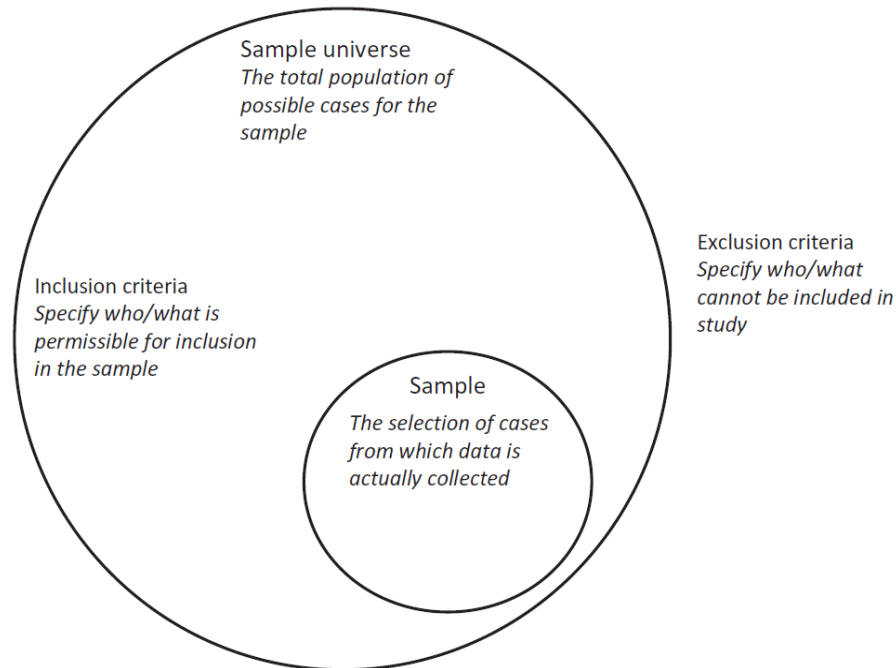 Sample universe
The total population of
possible cases for the
sample
Inclusion criteria
Specify who/what is
permissible for inclusion
in the sample
Exclusion criteria
Specify who/what
cannot be included in
study
Sample
The selection of cases
from which data is
actually collected